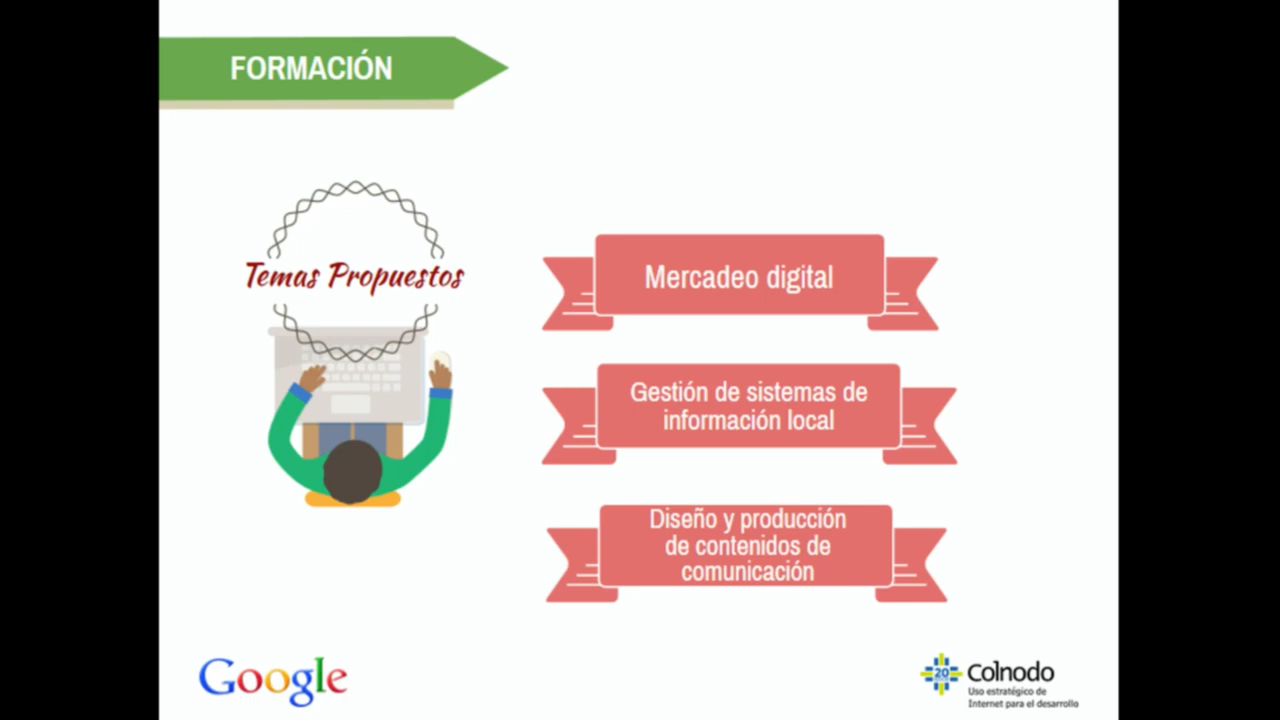 FORMACIÓN
Temas Propuestos
Mercadeo digital
Gestión de sistemas de
información local
Diseño y producción
de contenidos de
comunicación
Google
20
Colnodo
Uso estratégico de
Internet para el desarrollo